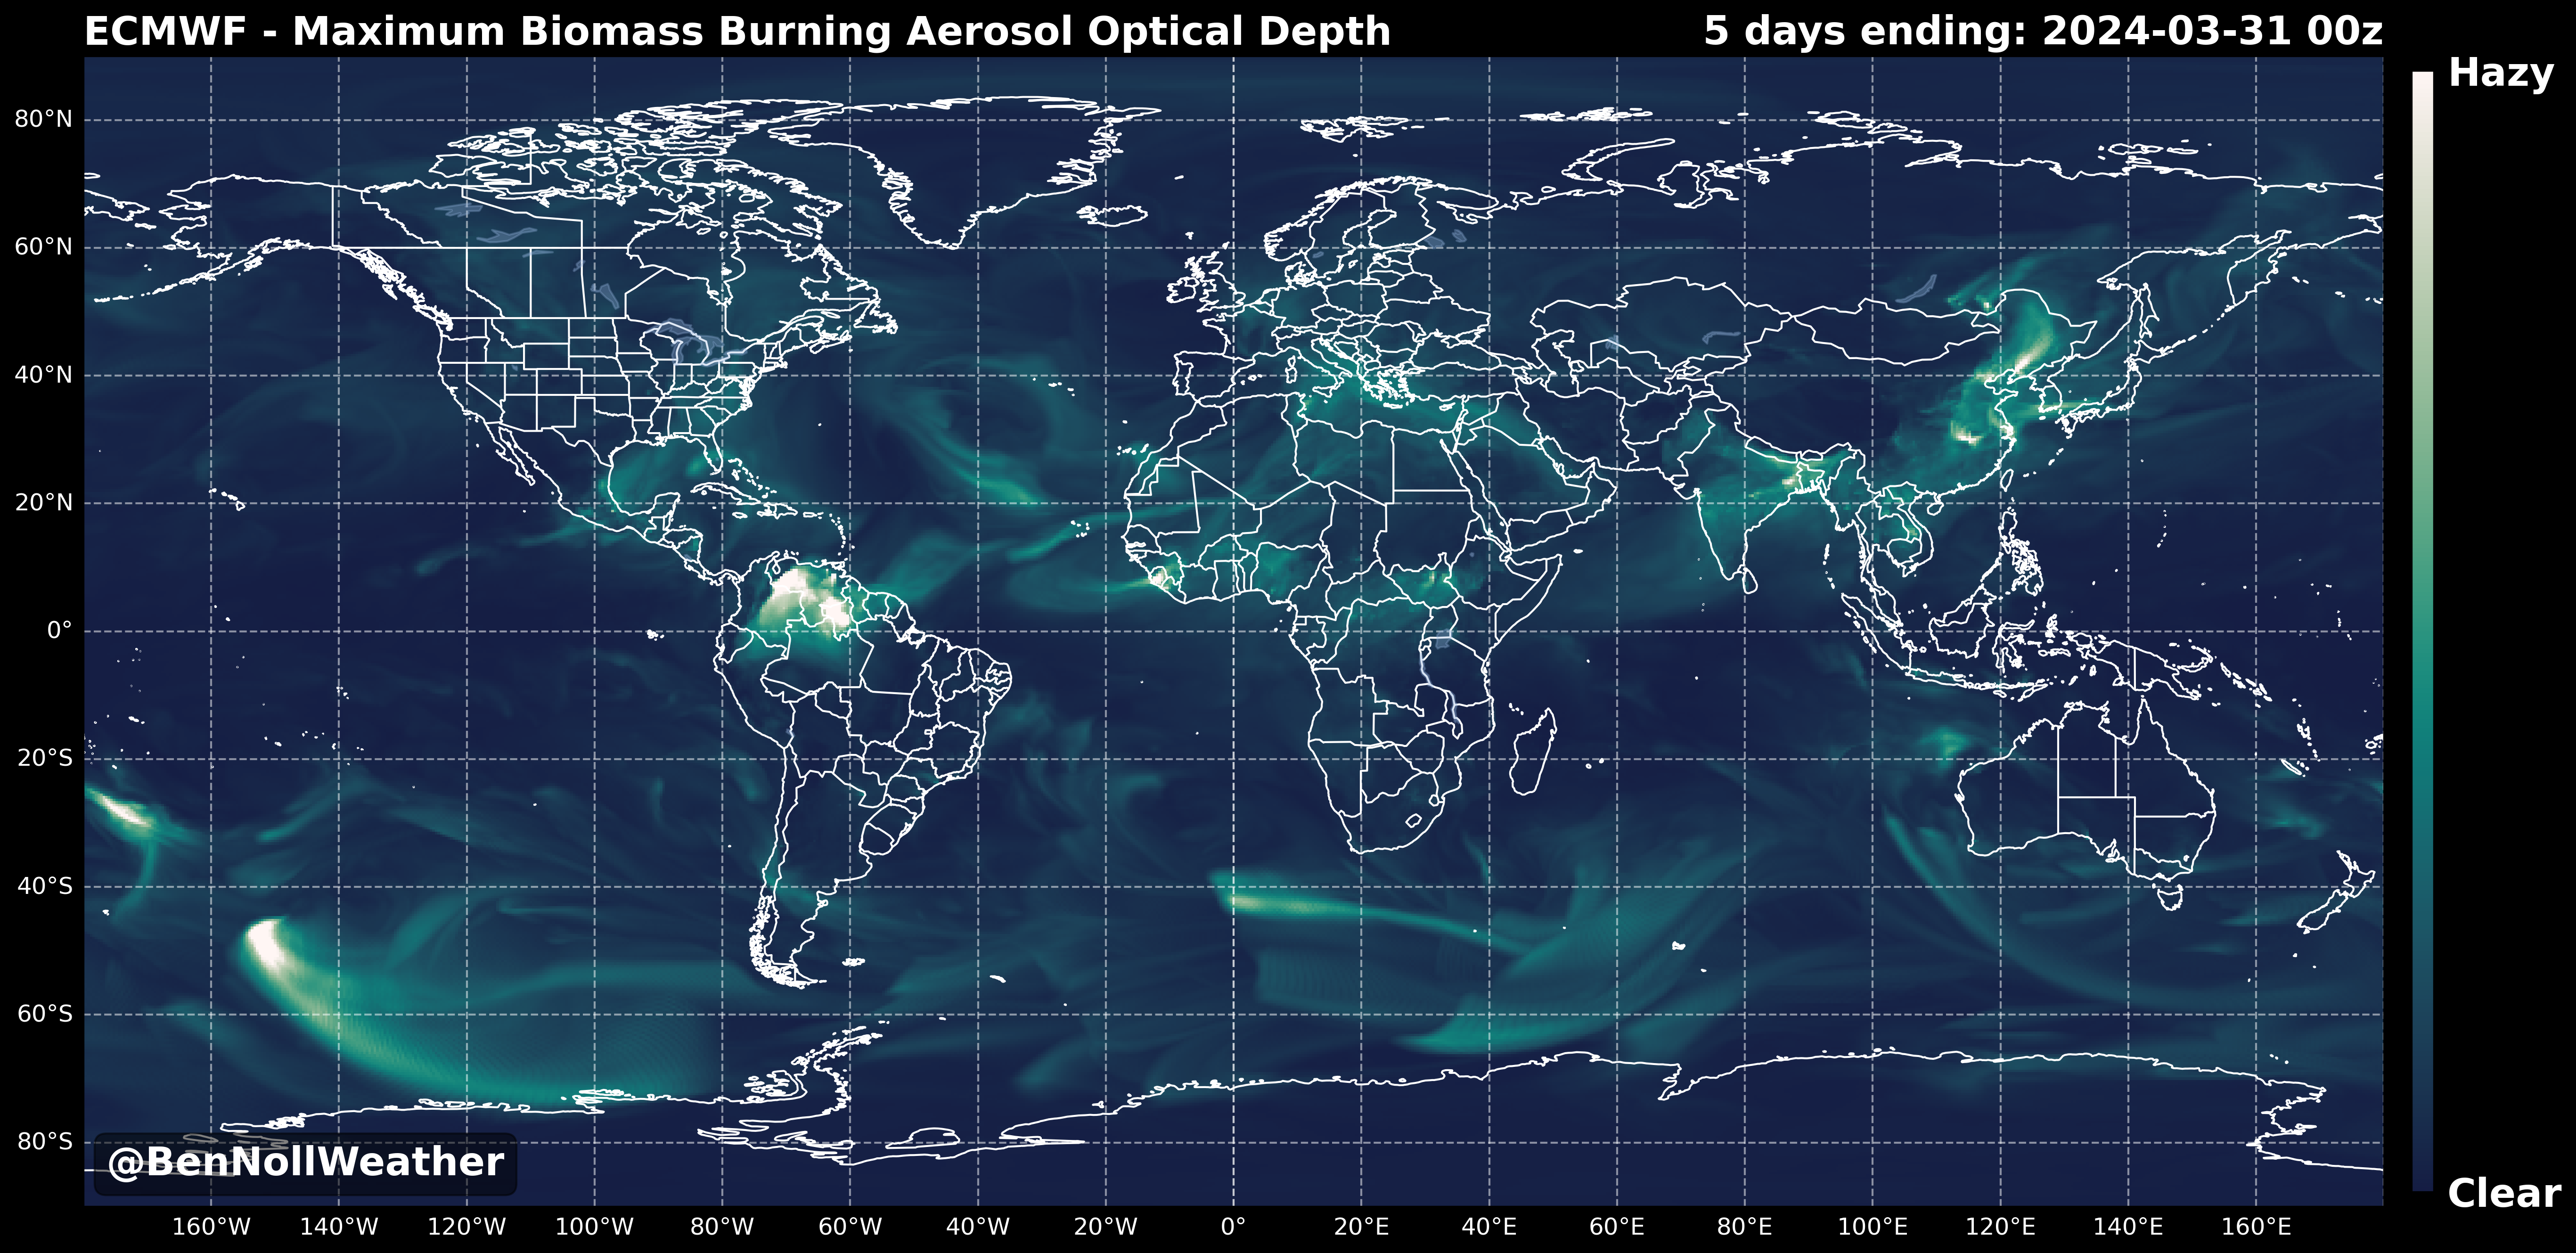 ECMWF - Maximum Biomass Burning Aerosol Optical Depth
5 days ending: 2024-03-31 00z
Hazy
80°N
60°N
40°N
20°N
0°
20°S
40°S
60°S
80°S
@BenNollWeather
Clear
160°W 140°W 120°W 100°W 80°W 60°W 40°W 20°W 0° 20°E 40°E 60°E 80°E 100°E 120°E 140°E 160°E